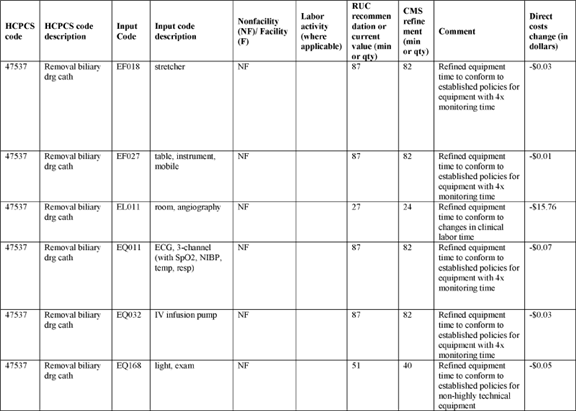 HCPCS code HCPCS code description Input Code Input code description Nonfacility (NF)/ Facility (F) Labor activity (where applicable) RUC recommen dation or current value (min or qty) CMS refine ment (min or qty) Comment Direct costs change (in dollars)
47537 Removal biliary drg cath EF018 stretcher NF 87 82 Refined equipment time to conform to established policies for equipment with 4x monitoring time -$0.03
47537 Removal biliary drg cath EF027 table, instrument, mobile NF 87 82 Refined equipment time to conform to established policies for equipment with 4x monitoring time -$0.01
47537 Removal biliary drg cath EL011 room, angiography NF 27 24 Refined equipment time to conform to changes in clinical labor time -$15.76
47537 Removal biliary drg cath EQ011 ECG, 3-channel (with SpO2, NIBP, temp, resp) NF 87 82 Refined equipment time to conform to established policies for equipment with 4x monitoring time -$0.07
47537 Removal biliary drg cath EQ032 IV infusion pump NF 87 82 Refined equipment time to conform to established policies for equipment with 4x monitoring time -$0.03
47537 Removal biliary drg cath EQ168 light, exam NF 51 40 Refined equipment time to conform to established policies for non-highly technical equipment -$0.05